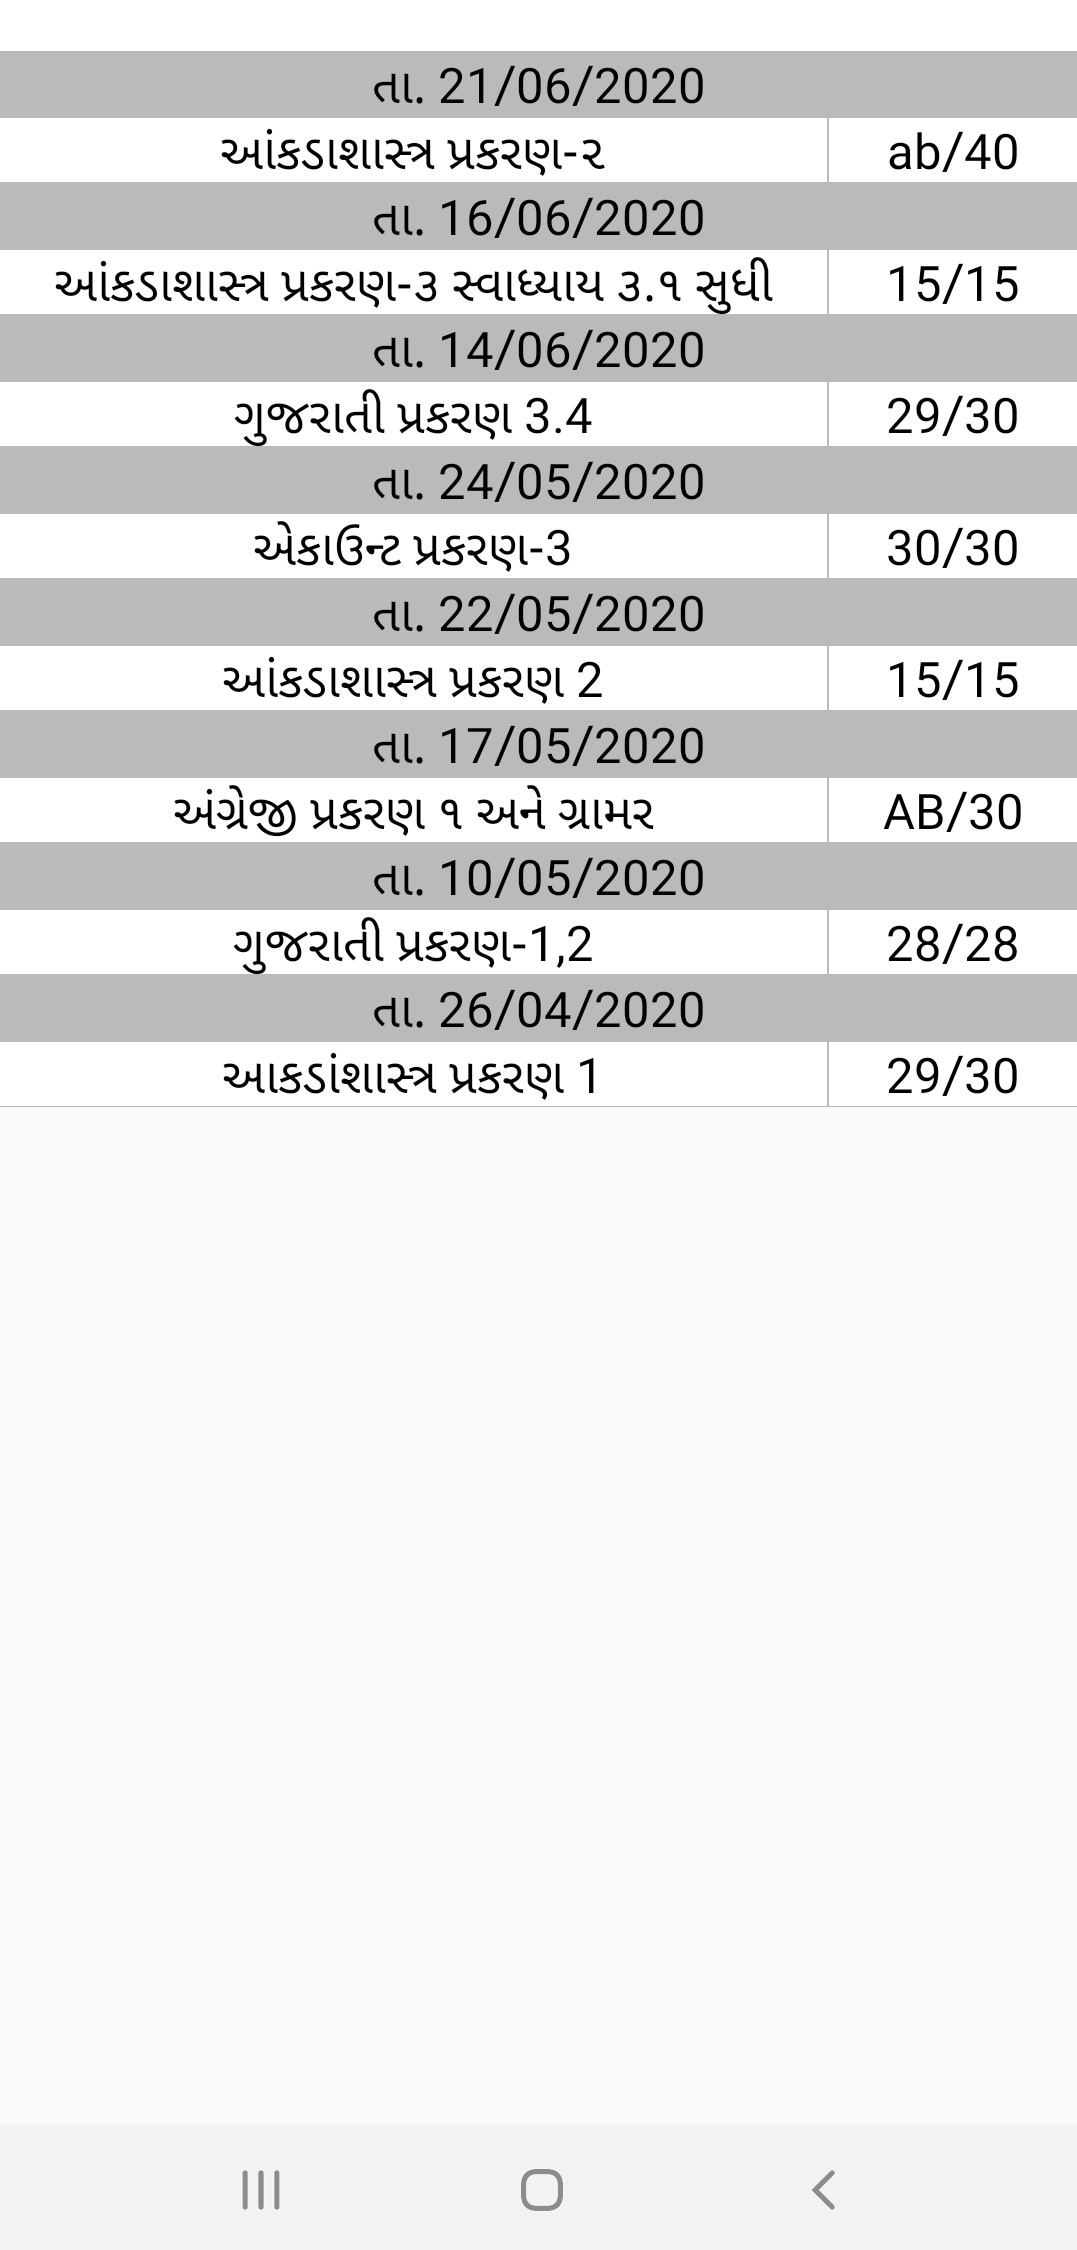 તા. 21/06/2020
આંકડાશાસ્ત્ર પ્રકરણ-૨ ab/40
તા. 16/06/2020
આંકડાશાસ્ત્ર પ્રકરણ-૩ સ્વાધ્યાય ૩.૧ સુધી 15/15
તા. 14/06/2020
ગુજરાતી પ્રકરણ 3.4 29/30
તા. 24/05/2020
એકાઉન્ટ પ્રકરણ-3 30/30
તા. 22/05/2020
આંકડાશાસ્ત્ર પ્રકરણ 2 15/15
તા. 17/05/2020
અંગ્રેજી પ્રકરણ ૧ અને ગ્રામર AB/30
તા. 10/05/2020
ગુજરાતી પ્રકરણ-1,2 28/28
તા. 26/04/2020
આકડાંશાસ્ત્ર પ્રકરણ 1 29/30